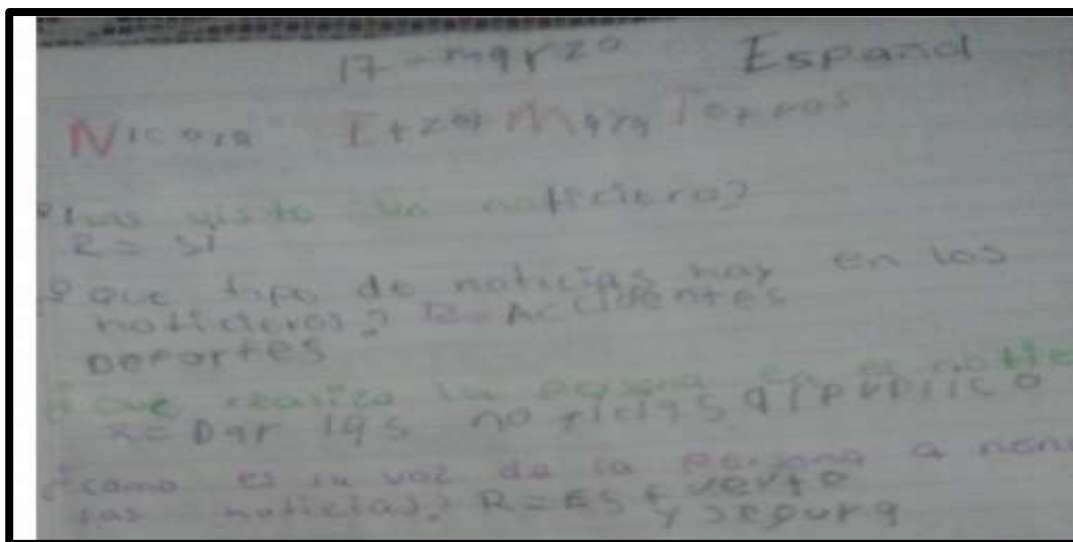 17 - marzo Español
Nicole Itzel Maza Torres
¿has visto un noticiero?
R= Si
¿que tipo de noticias hay en los
noticieros? R= Accidentes
Deportes
¿que realiza la persona en el notic
R= Dar las noticias al publico
¿como es la voz de la persona a
las noticias? R= Es fuerte
y segura